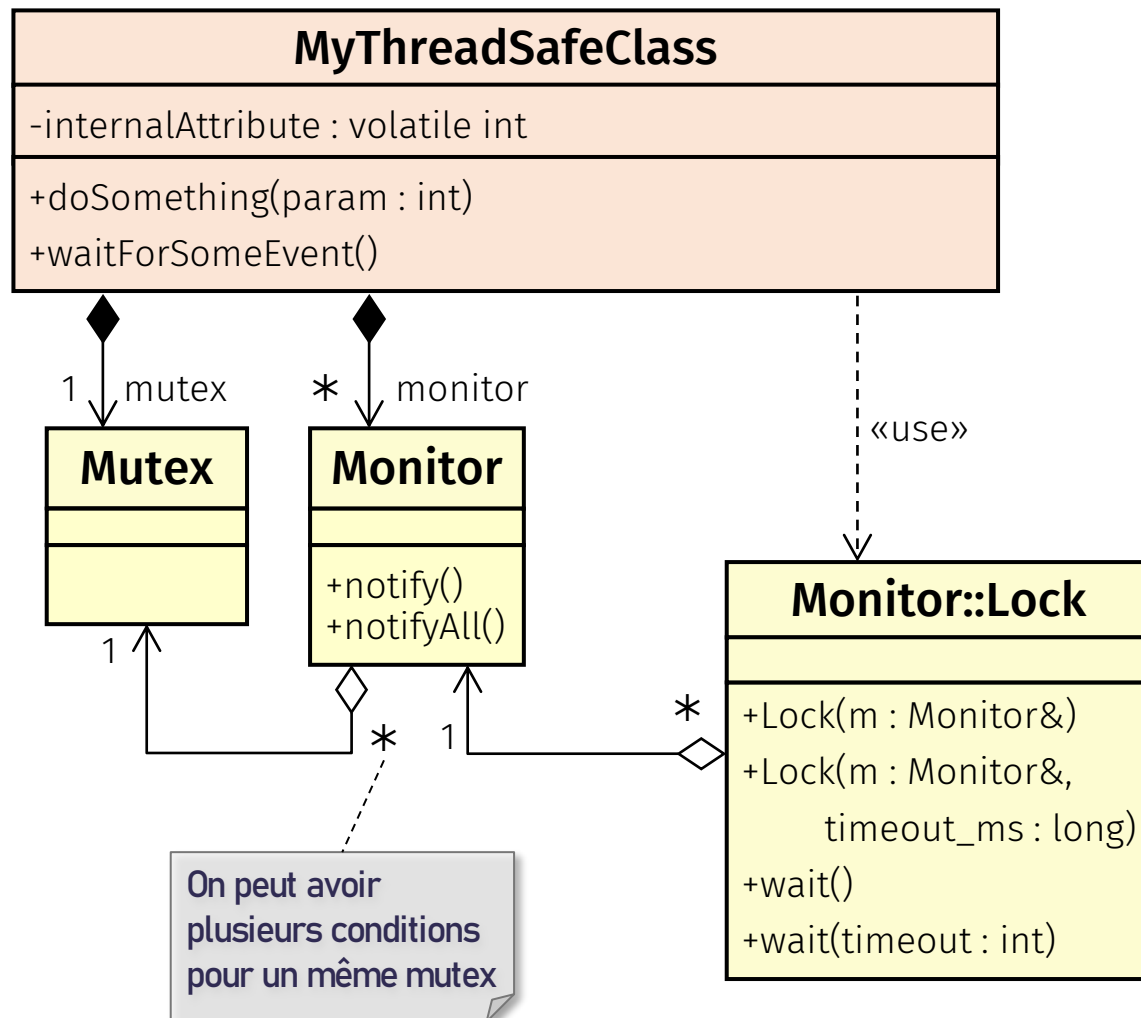 MyThreadSafeClass
-internalAttribute : volatile int
+doSomething(param : int)
+waitForSomeEvent()
1 mutex
* monitor
«use»
Mutex
Monitor
+notify()
+notifyAll()
Monitor::Lock
+Lock(m : Monitor&)
+Lock(m : Monitor&,
timeout_ms : long)
+wait()
+wait(timeout : int)
1
*
1
*
On peut avoir
plusieurs conditions
pour un même mutex